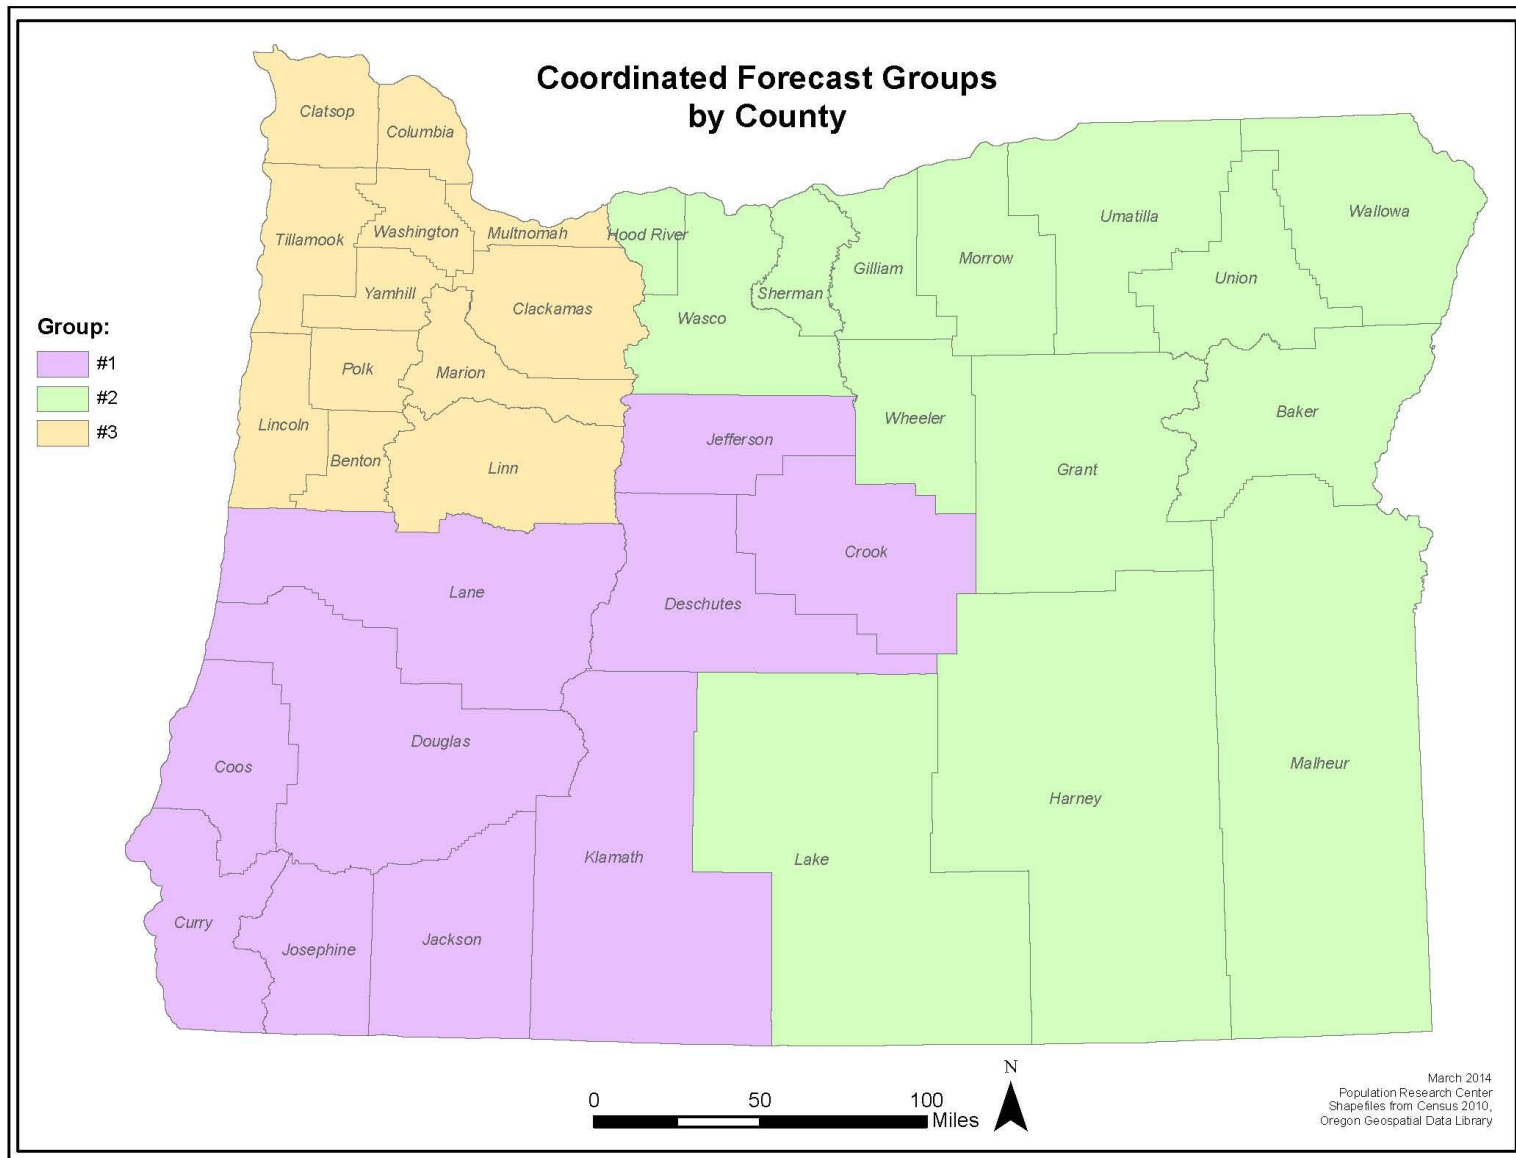 Coordinated Forecast Groups
by County
Clatsop
Columbia
Tillamook
Washington
Multnomah
Hood River
Wasco
Sherman
Gilliam
Morrow
Umatilla
Union
Wallowa
Yamhill
Clackamas
Polk
Marion
Lincoln
Benton
Linn
Jefferson
Wheeler
Grant
Baker
Group:
#1
#2
#3
Lane
Deschutes
Crook
Coos
Douglas
Klamath
Lake
Harney
Malheur
Curry
Josephine
Jackson
N
0 50 100
Miles
March 2014
Population Research Center
Shapefiles from Census 2010,
Oregon Geospatial Data Library